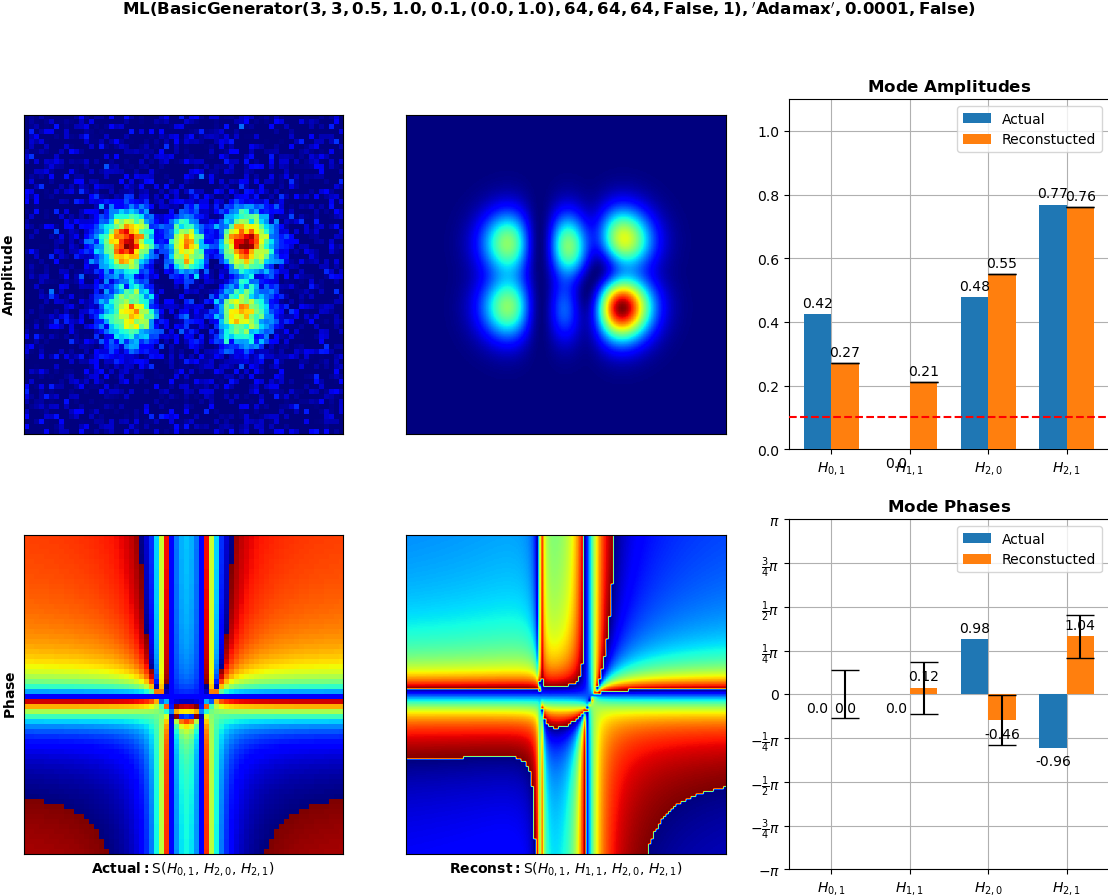 ML(BasicGenerator(3, 3, 0.5, 1.0, 0.1, (0.0, 1.0), 64, 64, 64, False, 1), ′Adamax′, 0.0001, False)
Amplitude
Mode Amplitudes
Actual
Reconstucted
1.0
0.8
0.6
0.4
0.2
0.0
0.42
0.27
0.0
0.21
0.48
0.55
0.77
0.76
H0,1
H1,1
H2,0
H2,1
Phase
Actual: S(H0,1, H2,0, H2,1)
Reconst: S(H0,1, H1,1, H2,0, H2,1)
Mode Phases
Actual
Reconstucted
π
3/4π
1/2π
1/4π
0
−1/4π
−1/2π
−3/4π
−π
0.0
0.0
0.0
0.12
0.98
-0.46
-0.96
1.04
H0,1
H1,1
H2,0
H2,1